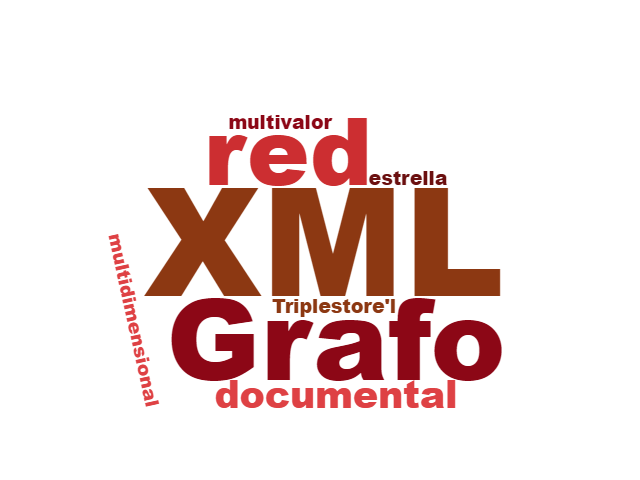 multivalor
red
estrella
XML
multidimensional
Triplestore'l
Grafo
documental